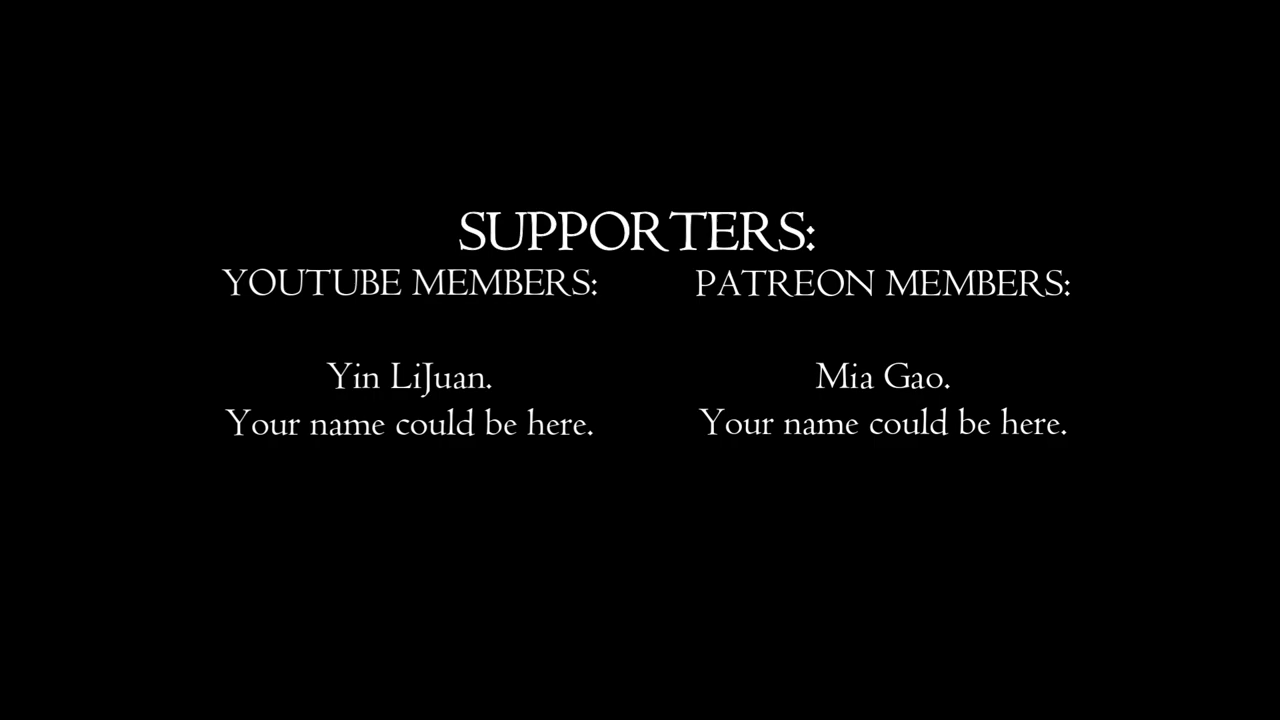 SUPPORTERS:
YOUTUBE MEMBERS:
Yin LiJuan.
Your name could be here.
PATREON MEMBERS:
Mia Gao.
Your name could be here.